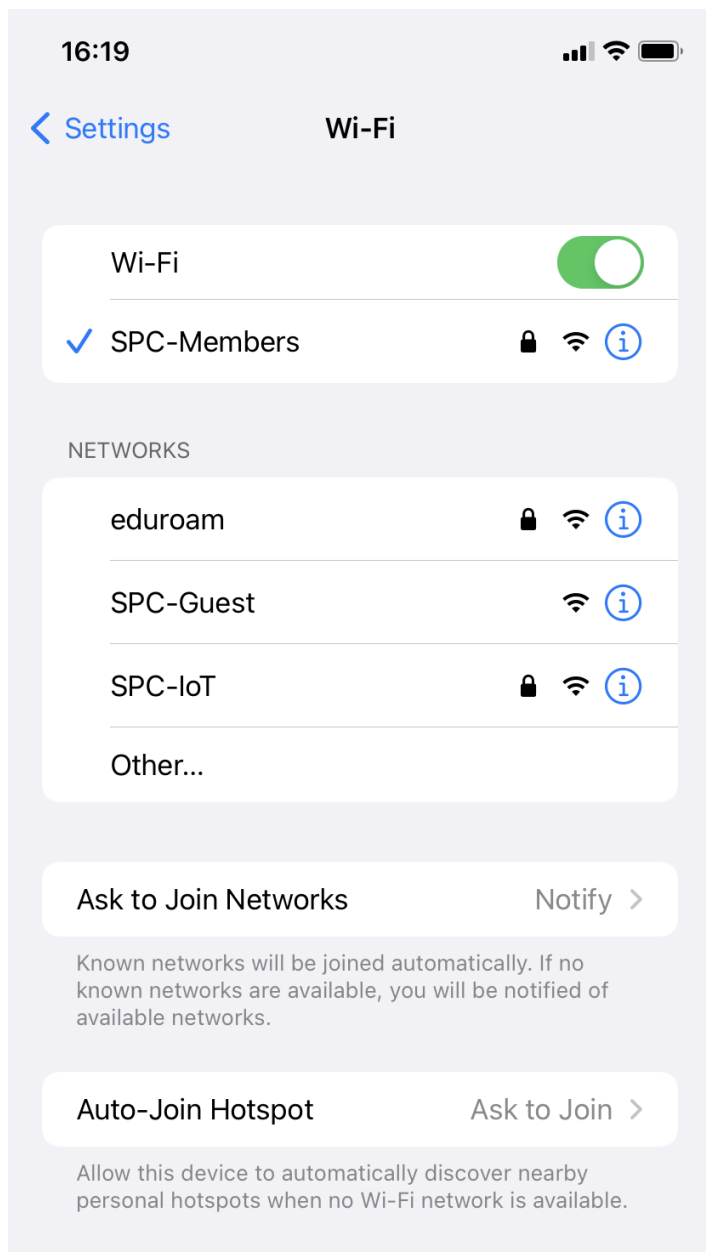 16:19
Settings
Wi-Fi
Wi-Fi
SPC-Members
NETWORKS
eduroam
SPC-Guest
SPC-IoT
Other...
Ask to Join Networks Notify
Known networks will be joined automatically. If no
known networks are available, you will be notified of
available networks.
Auto-Join Hotspot Ask to Join
Allow this device to automatically discover nearby
personal hotspots when no Wi-Fi network is available.